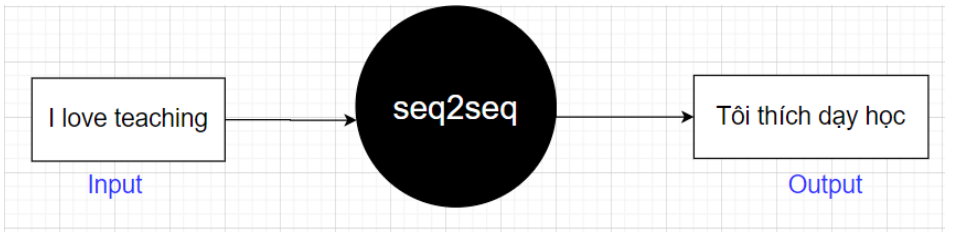 I love teaching
seq2seq
Tôi thích dạy học
Input
Output